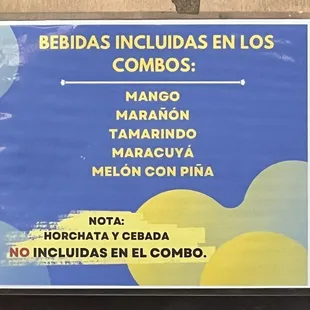 BEBIDAS INCLUIDAS EN LOS
COMBOS:
MANGO
MARAÑÓN
TAMARINDO
MARACUYÁ
MELÓN CON PIÑA
NOTA:
HORCHATA Y CEBADA
NO INCLUIDAS EN EL COMBO.